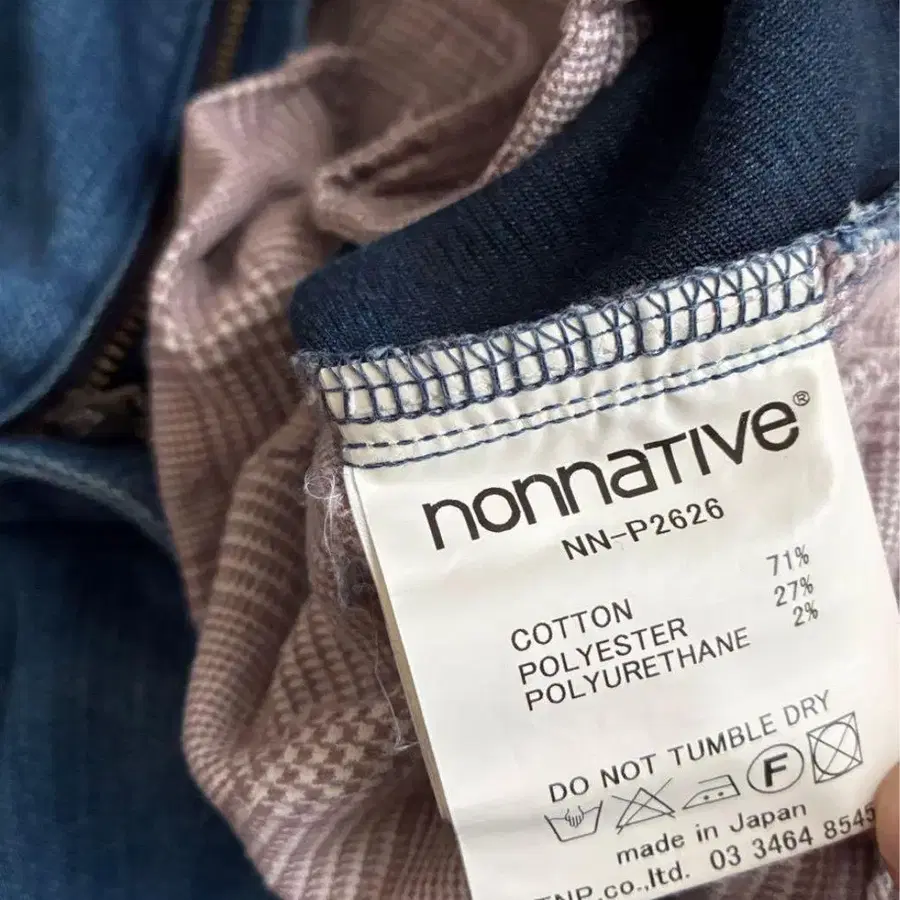 nonnaTIVe®
NN-P2626
COTTON 71%
POLYESTER 27%
POLYURETHANE 2%
DO NOT TUMBLE DRY
F
made in Japan
TNP.co.,ltd. 03 3464 8545